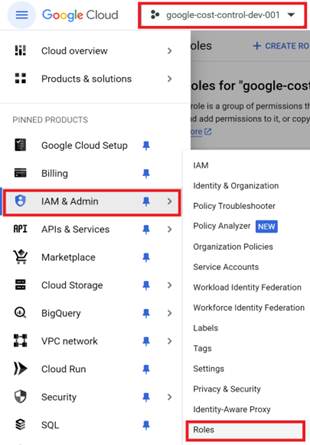 Google Cloud
google-cost-control-dev-001
Cloud overview
Products & solutions
PINNED PRODUCTS
Google Cloud Setup
Billing
IAM & Admin
APIs & Services
Marketplace
Cloud Storage
BigQuery
VPC network
Cloud Run
Security
SQL
oles
+ CREATE RO
oles for "google-cost
role is a group of permissions th
nd add permissions to it, or copy
ore
IAM
Identity & Organization
Policy Troubleshooter
Policy Analyzer NEW
Organization Policies
Service Accounts
Workload Identity Federation
Workforce Identity Federation
Labels
Tags
Settings
Privacy & Security
Identity-Aware Proxy
Roles